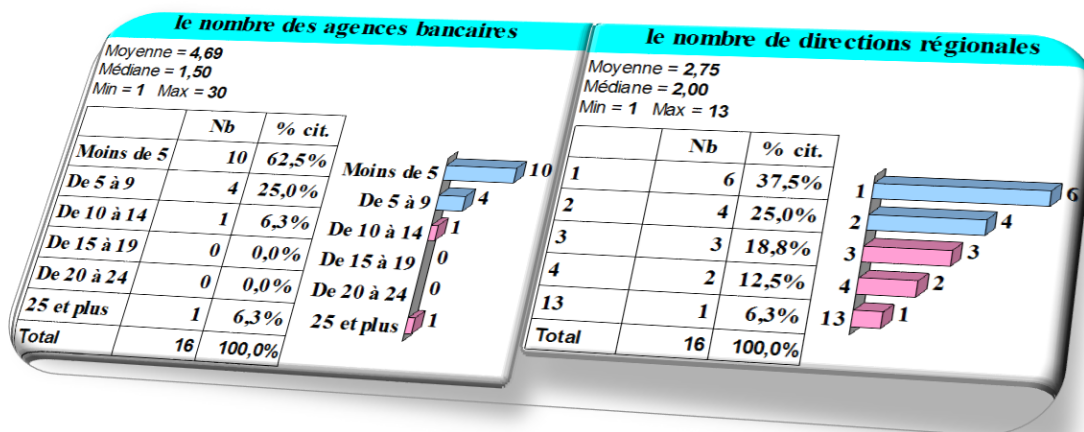 le nombre des agences bancaires
Moyenne = 4,69
Médiane = 1,50
Min = 1 Max = 30
Nb % cit.
Moins de 5 10 62,5%
De 5 à 9 4 25,0%
De 10 à 14 1 6,3%
De 15 à 19 0 0,0%
De 20 à 24 0 0,0%
25 et plus 1 6,3%
Total 16 100,0%
Moins de 5 10
De 5 à 9 4
De 10 à 14 1
De 15 à 19 0
De 20 à 24 0
25 et plus 1
le nombre de directions régionales
Moyenne = 2,75
Médiane = 2,00
Min = 1 Max = 13
Nb % cit.
1 6 37,5%
2 4 25,0%
3 3 18,8%
4 2 12,5%
13 1 6,3%
Total 16 100,0%
1 6
2 4
3 3
4 2
13 1